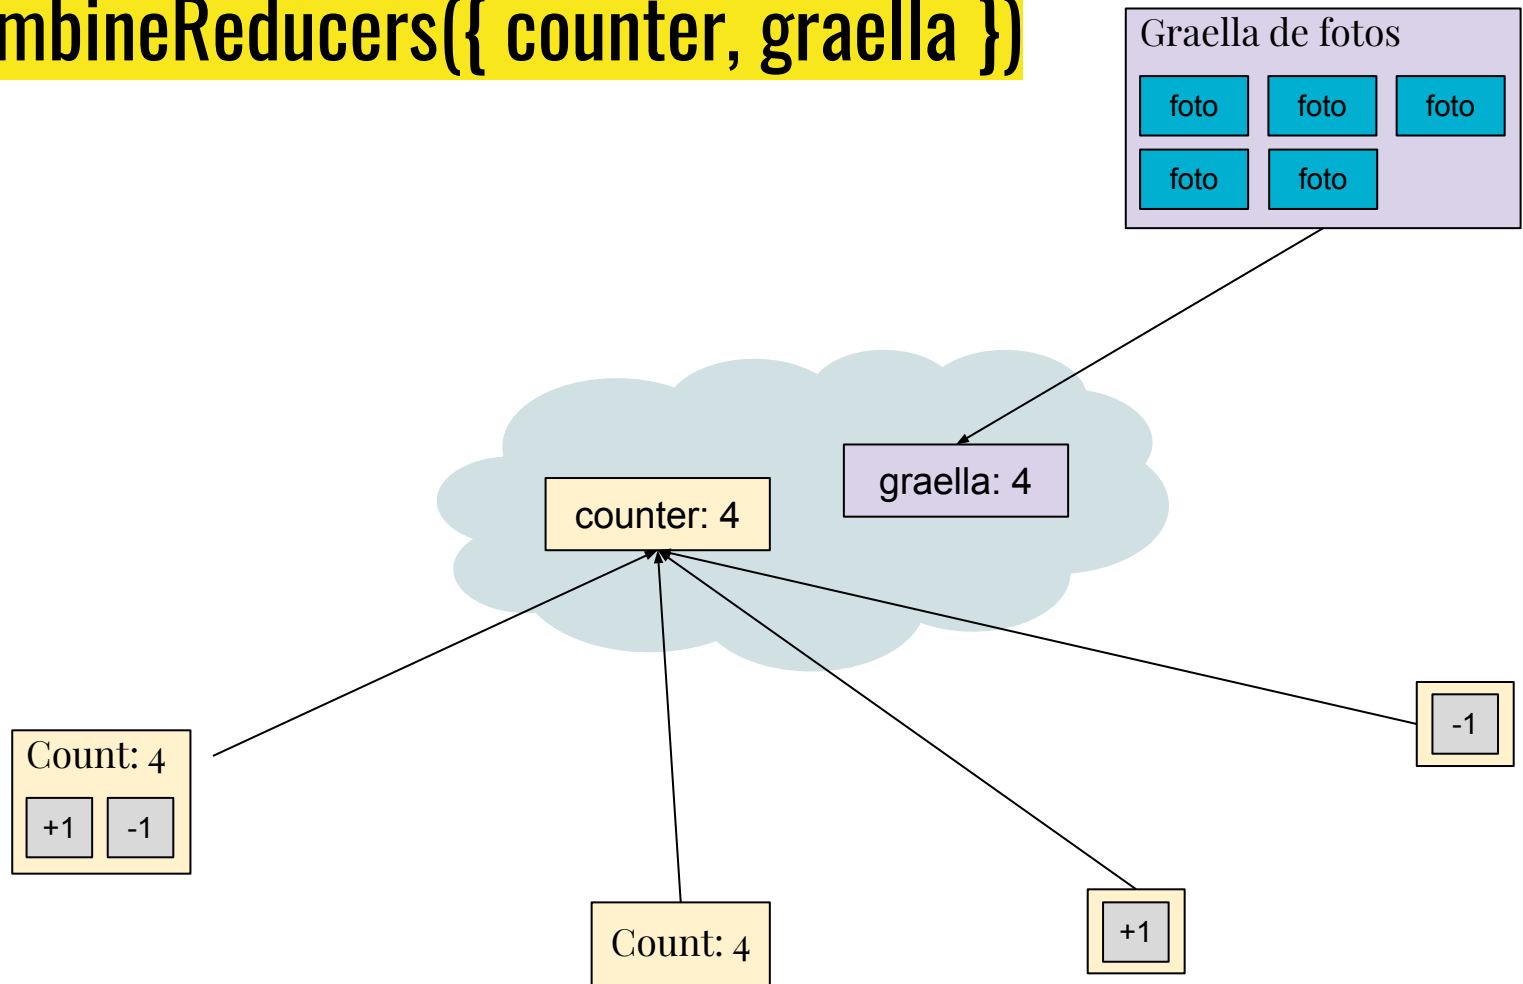 mbineReducers({ counter, graella })
Graella de fotos
foto foto foto
foto foto
graella: 4
counter: 4
-1
Count: 4
+1 -1
+1
Count: 4